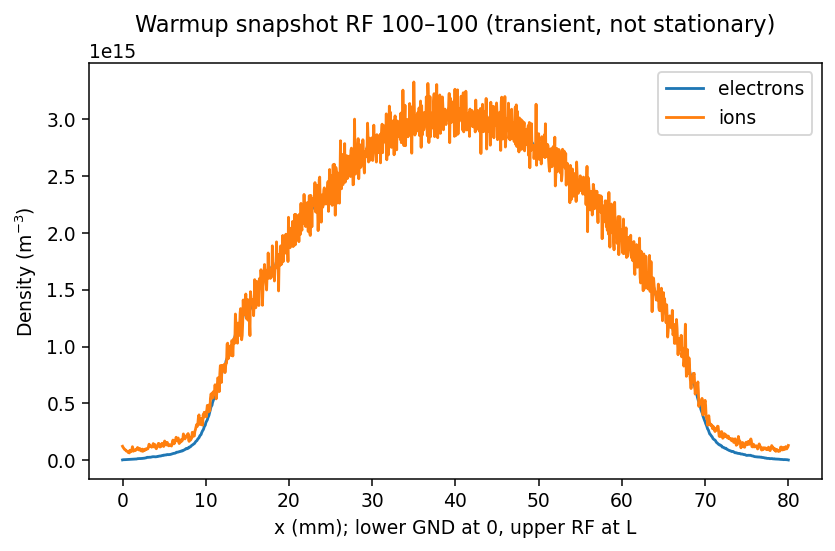 Warmup snapshot RF 100–100 (transient, not stationary)
1e15
electrons
ions
3.0
2.5
2.0
1.5
1.0
0.5
0.0
Density (m⁻³)
0 10 20 30 40 50 60 70 80
x (mm); lower GND at 0, upper RF at L